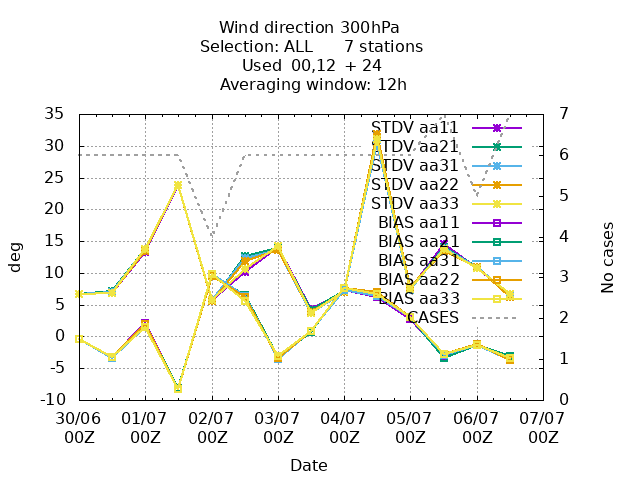 Wind direction 300hPa
Selection: ALL 7 stations
Used 00,12 + 24
Averaging window: 12h
35
30
25
20
15
10
5
0
-5
-10
deg
7
6
5
4
3
2
1
0
No cases
STDV aa11
STDV aa21
STDV aa31
STDV aa22
STDV aa33
BIAS aa11
BIAS aa21
BIAS aa31
BIAS aa22
BIAS aa33
CASES
30/06 01/07 02/07 03/07 04/07 05/07 06/07 07/07
00Z 00Z 00Z 00Z 00Z 00Z 00Z 00Z
Date